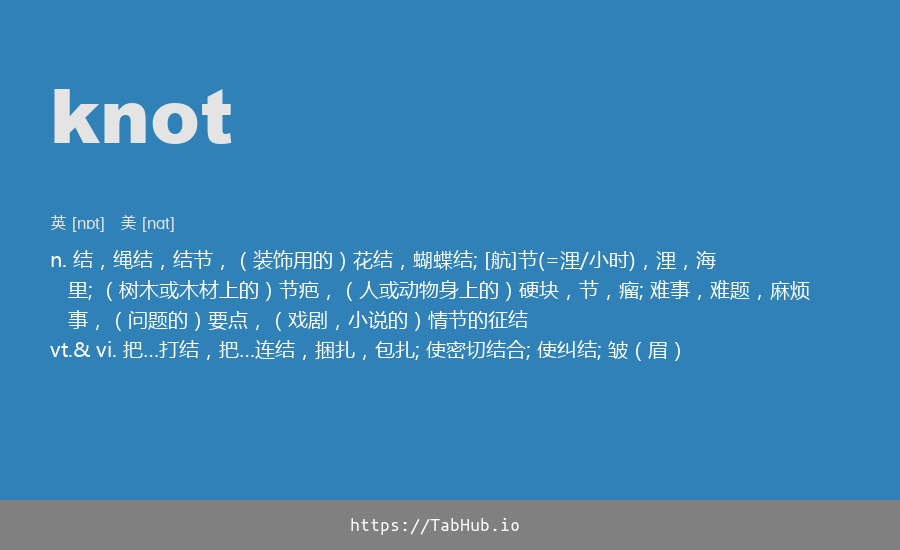 knot
英 [nɒt] 美 [nɑt]
n. 结，绳结，结节，（装饰用的）花结，蝴蝶结; [航]节(=浬/小时)，浬，海
里; （树木或木材上的）节疤，（人或动物身上的）硬块，节，瘤; 难事，难题，麻烦
事，（问题的）要点，（戏剧，小说的）情节的征结
vt.& vi. 把…打结，把…连结，捆扎，包扎; 使密切结合; 使纠结; 皱（眉）
https://TabHub.io